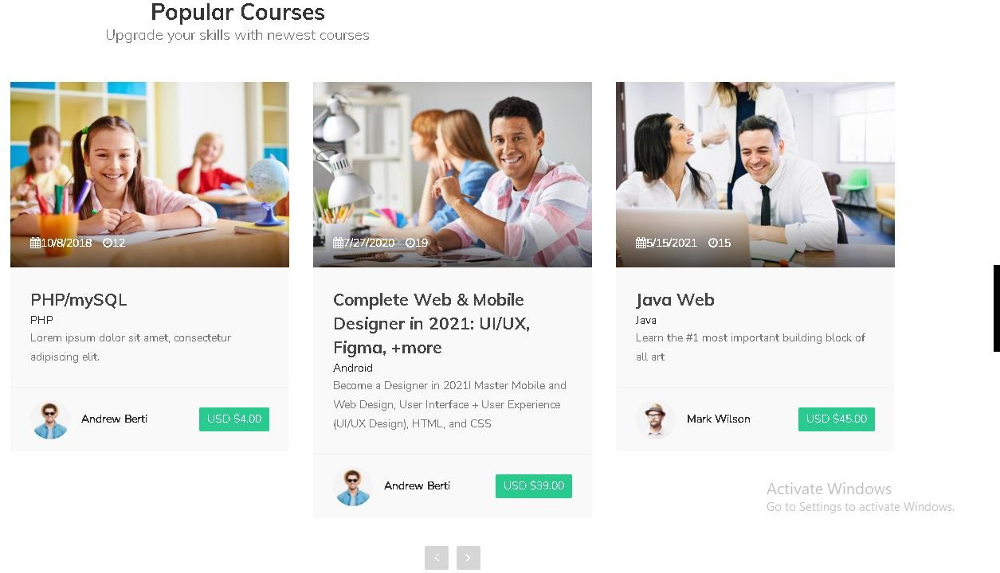 Popular Courses
Upgrade your skills with newest courses
10/8/2018 12
PHP/mySQL
PHP
Lorem ipsum dolor sit amet, consectetur
adipiscing elit.
Andrew Berti
USD $4.00
7/27/2020 19
Complete Web & Mobile
Designer in 2021: UI/UX,
Figma, +more
Android
Become a Designer in 2021! Master Mobile and
Web Design, User Interface + User Experience
(UI/UX Design), HTML, and CSS
Andrew Berti
USD $39.00
5/15/2021 15
Java Web
Java
Learn the #1 most important building block of
all art
Mark Wilson
USD $45.00
Activate Windows
Go to Settings to activate Windows.